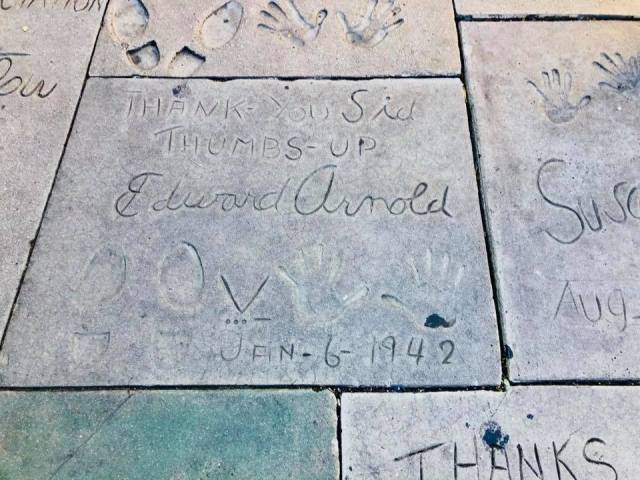 THANK-YOU Sid
THUMBS-UP
Edward Arnold
V
JAN-6-1942
AUG-
THANKS